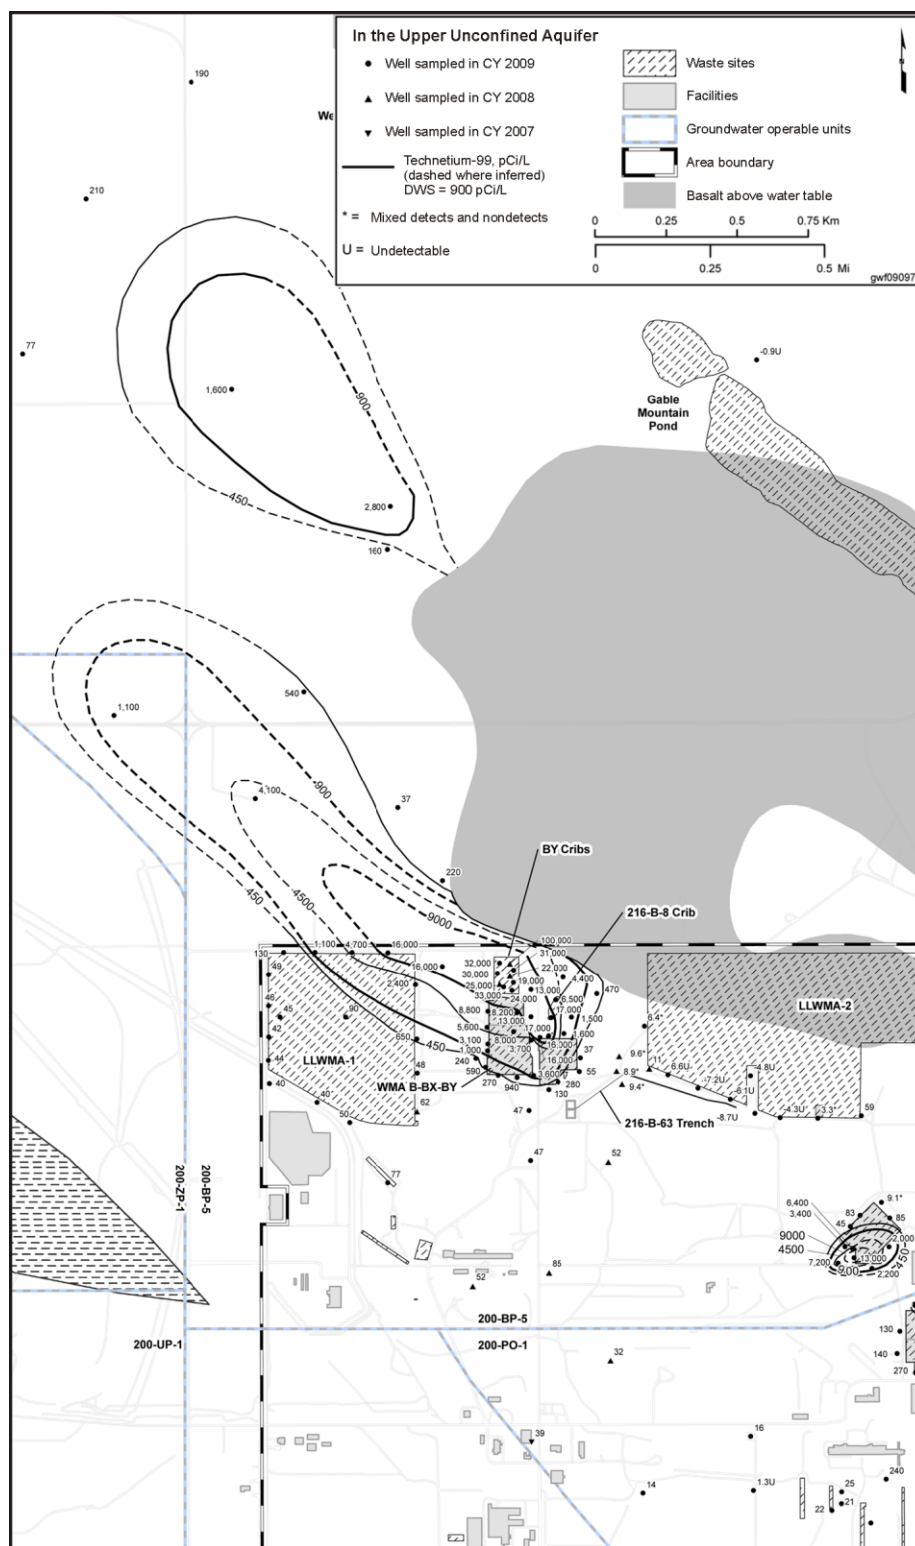 In the Upper Unconfined Aquifer
Well sampled in CY 2009
Well sampled in CY 2008
Well sampled in CY 2007
Technetium-99, pCi/L
(dashed where inferred)
DWS = 900 pCi/L
* = Mixed detects and nondetects
U = Undetectable
Waste sites
Facilities
Groundwater operable units
Area boundary
Basalt above water table
0 0.25 0.5 0.75 Km
0 0.25 0.5 Mi
gwf09097
N
190
We
210
77
-0.9U
1,600
900
Gable
Mountain
Pond
450
2,800
160
540
1,100
900
4,100
37
BY Cribs
220
450
4500
9000
216-B-8 Crib
100,000
130
1,100
4,700
16,000
31,000
32,000
16,000
22,000
49
30,000
4,400
2,400
25,000
19,000
470
33,000
13,000
LLWMA-2
46
24,000
6,500
45
90
8,800
8,200
17,000
1,500
13,000
6.4*
42
5,600
450
17,000
1,600
650
3,100
8,000
3,700
16,000
1,000
9.6*
44
LLWMA-1
240
16,000
37
11
48
590
8.9*
6.6U
-4.8U
WMA B-BX-BY
3,600
55
40
270
940
280
9.4*
-7.2U
130
-6.1U
40
62
47
-8.7U
-4.3U
3.3*
59
50
216-B-63 Trench
47
52
77
200-ZP-1
200-BP-5
9.1*
6,400
3,400
83
85
45
9000
2,000
4500
13,000
450
7,200
900
2,200
85
52
200-BP-5
200-UP-1
200-PO-1
130
140
32
270
39
16
240
14
1.3U
25
22
21